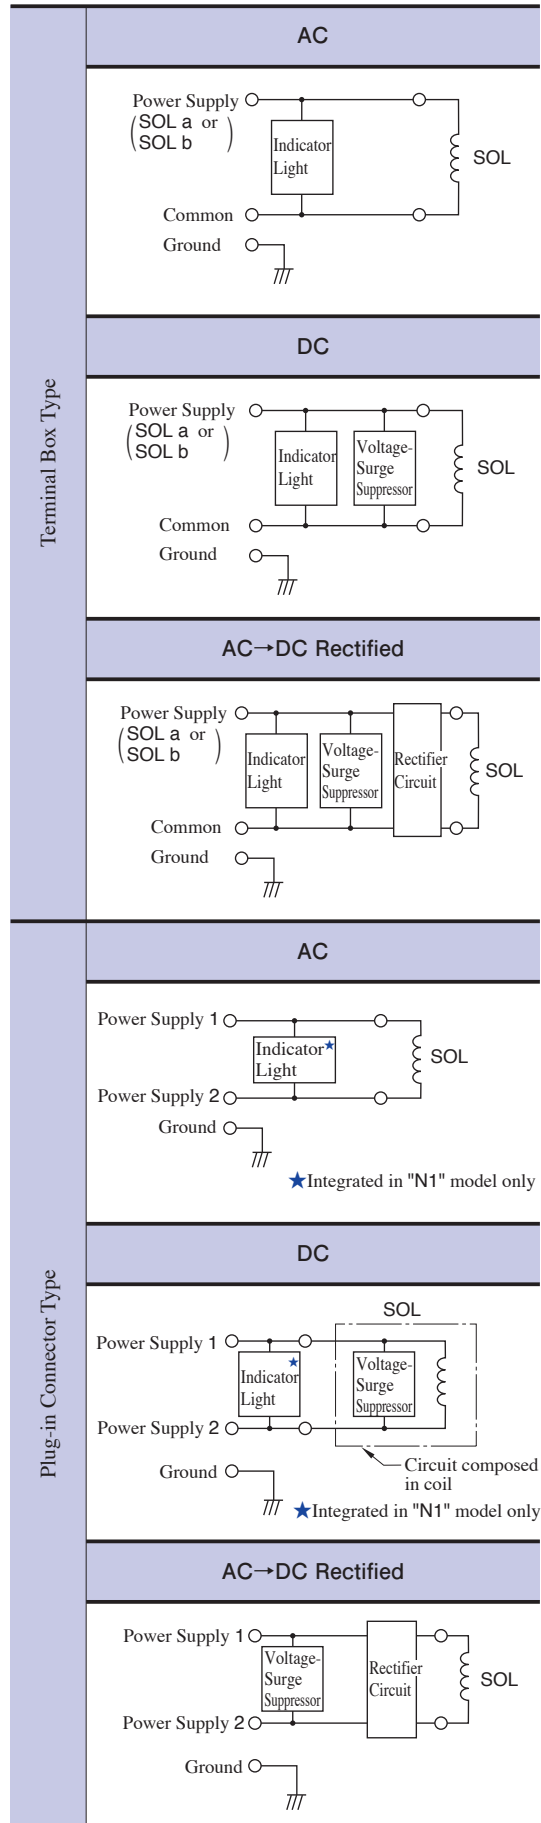 Terminal Box Type
AC
Power Supply
(SOL a or
SOL b)
Indicator
Light
SOL
Common
Ground
DC
Power Supply
(SOL a or
SOL b)
Indicator
Light
Voltage-
Surge
Suppressor
SOL
Common
Ground
AC→DC Rectified
Power Supply
(SOL a or
SOL b)
Indicator
Light
Voltage-
Surge
Suppressor
Rectifier
Circuit
SOL
Common
Ground
Plug-in Connector Type
AC
Power Supply 1
Indicator★
Light
SOL
Power Supply 2
Ground
★Integrated in "N1" model only
DC
SOL
Power Supply 1
★
Indicator
Light
Voltage-
Surge
Suppressor
Power Supply 2
Circuit composed
in coil
Ground
★Integrated in "N1" model only
AC→DC Rectified
Power Supply 1
Voltage-
Surge
Suppressor
Rectifier
Circuit
SOL
Power Supply 2
Ground